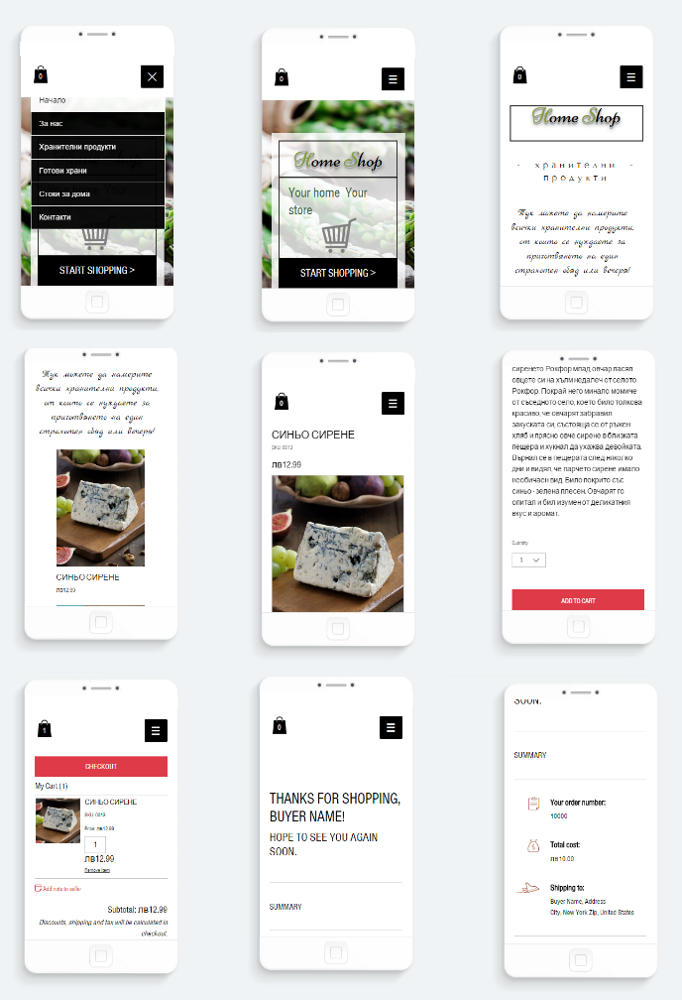 0
Начало
За нас
Хранителни продукти
Готови храни
Стоки за дома
Контакти
START SHOPPING >
0
Home Shop
Your home Your
store
START SHOPPING >
0
Home Shop
- хранителни -
продукти
Тук можете да намерите
всички хранителни продукти,
от които се нуждаете за
приготвянето на един
страхотен обяд или вечеря!
Тук можете да намерите
всички хранителни продукти,
от които се нуждаете за
приготвянето на един
страхотен обяд или вечеря!
СИНЬО СИРЕНЕ
лв12.99
0
СИНЬО СИРЕНЕ
SKU: 0013
лв12.99
сиренето. Рокфор млад овчар пасял
овцете си на хълм недалеч от селото
Рокфор. Покрай него минало момиче
от съседното село, което било толкова
красиво, че овчарят забравил
закуската си, състояща се от ръжен
хляб и прясно овче сирене в близката
пещера и хукнал да ухажва девойката.
Върнал се в пещерата след няколко
дни и видял, че парчето сирене имало
необичаен вид. Било покрито със
синьо - зелена плесен. Овчарят го
опитал и бил изумен от деликатния
вкус и аромат.
Quantity
1
ADD TO CART
1
CHECKOUT
My Cart (1)
СИНЬО СИРЕНЕ
SKU: 0013
Price: лв12.99
1
лв12.99
Remove Item
Add note to seller
Subtotal: лв12.99
Discounts, shipping and tax will be calculated in
checkout.
0
THANKS FOR SHOPPING,
BUYER NAME!
HOPE TO SEE YOU AGAIN
SOON.
SUMMARY
SOON.
SUMMARY
Your order number:
10000
Total cost:
лв10.00
Shipping to:
Buyer Name, Address
City, New York Zip, United States